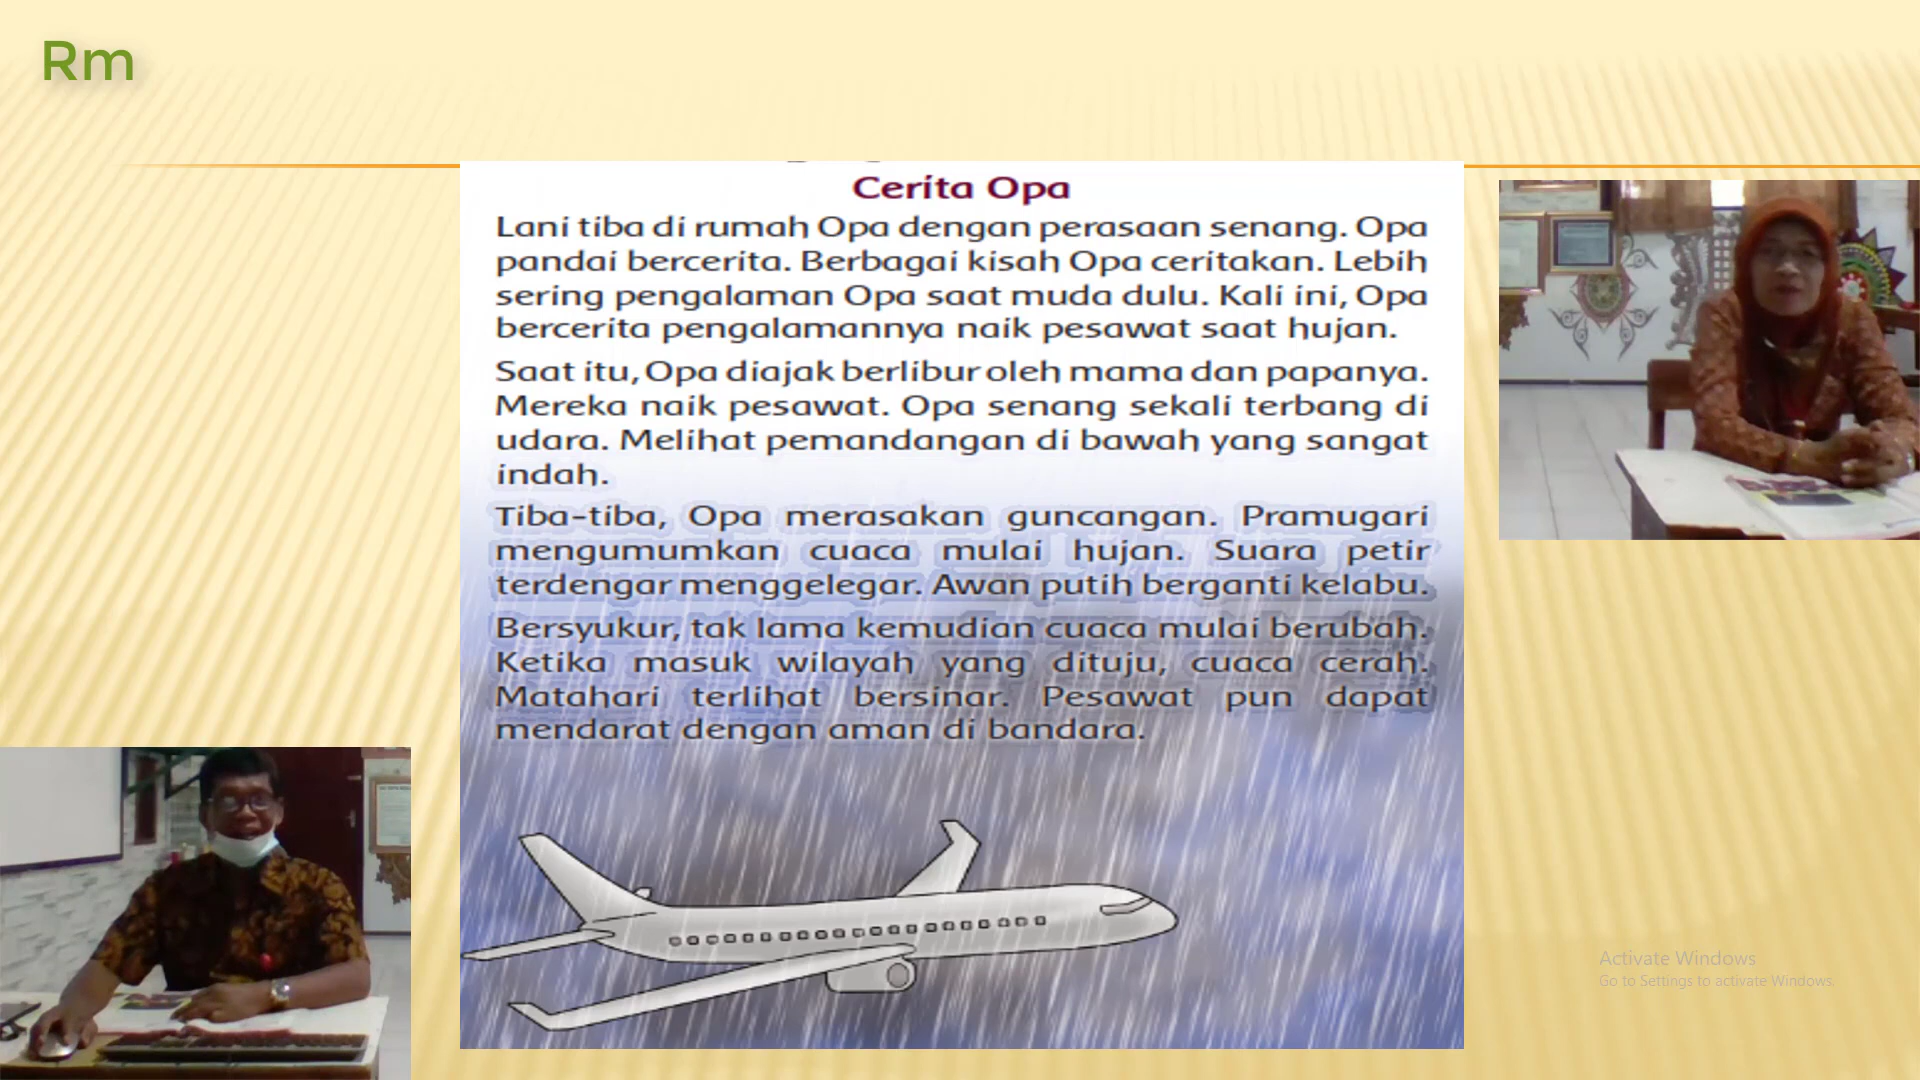 Rm
Cerita Opa
Lani tiba di rumah Opa dengan perasaan senang. Opa
pandai bercerita. Berbagai kisah Opa ceritakan. Lebih
sering pengalaman Opa saat muda dulu. Kali ini, Opa
bercerita pengalamannya naik pesawat saat hujan.
Saat itu, Opa diajak berlibur oleh mama dan papanya.
Mereka naik pesawat. Opa senang sekali terbang di
udara. Melihat pemandangan di bawah yang sangat
indah.
Tiba-tiba, Opa merasakan guncangan. Pramugari
mengumumkan cuaca mulai hujan. Suara petir
terdengar menggelegar. Awan putih berganti kelabu.
Bersyukur, tak lama kemudian cuaca mulai berubah.
Ketika masuk wilayah yang dituju, cuaca cerah.
Matahari terlihat bersinar. Pesawat pun dapat
mendarat dengan aman di bandara.
Activate Windows
Go to Settings to activate Windows.